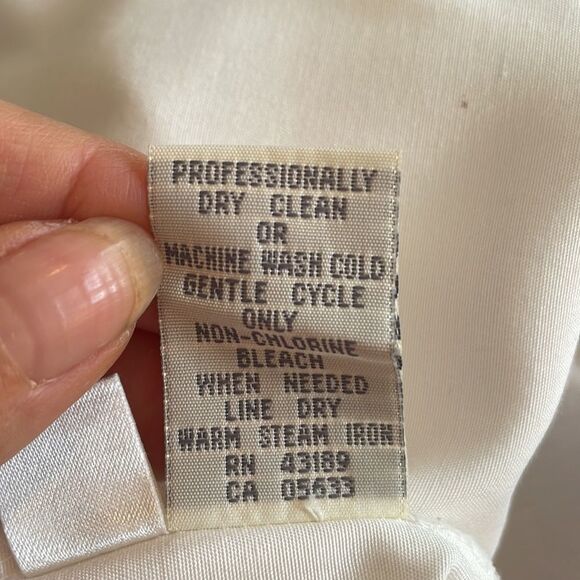 PROFESSIONALLY
DRY CLEAN
OR
MACHINE WASH COLD
GENTLE CYCLE
ONLY
NON-CHLORINE
BLEACH
WHEN NEEDED
LINE DRY
WARM STEAM IRON
RN 43189
CA 05633